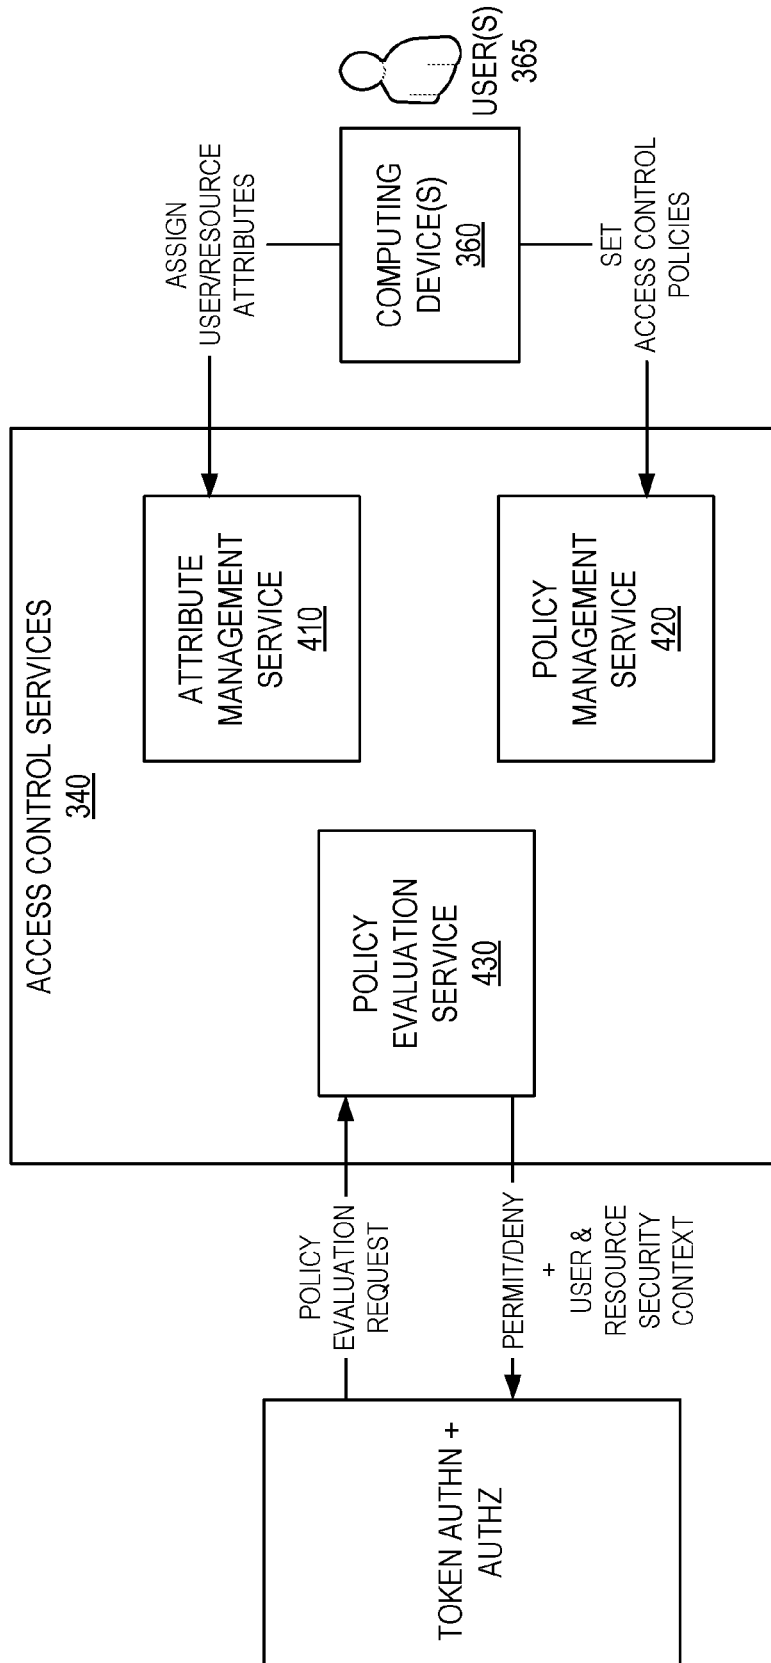 ACCESS CONTROL SERVICES
340
TOKEN AUTHN +
AUTHZ
POLICY
EVALUATION
REQUEST
PERMIT/DENY
+
USER &
RESOURCE
SECURITY
CONTEXT
POLICY
EVALUATION
SERVICE
430
ATTRIBUTE
MANAGEMENT
SERVICE
410
POLICY
MANAGEMENT
SERVICE
420
ASSIGN
USER/RESOURCE
ATTRIBUTES
SET
ACCESS CONTROL
POLICIES
COMPUTING
DEVICE(S)
360
USER(S)
365